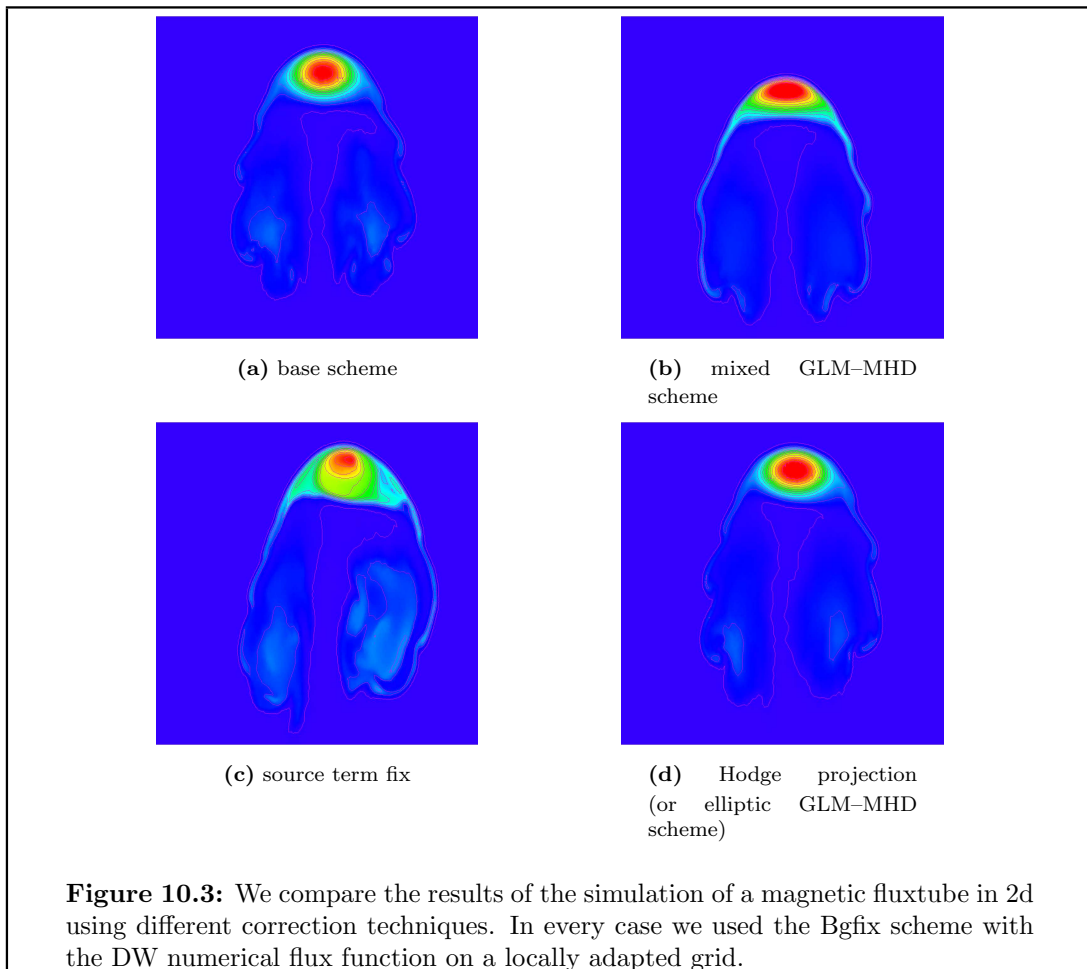 (a) base scheme
(b) mixed GLM–MHD
scheme
(c) source term fix
(d) Hodge projection
(or elliptic GLM–MHD
scheme)
Figure 10.3: We compare the results of the simulation of a magnetic fluxtube in 2d
using different correction techniques. In every case we used the Bgfix scheme with
the DW numerical flux function on a locally adapted grid.